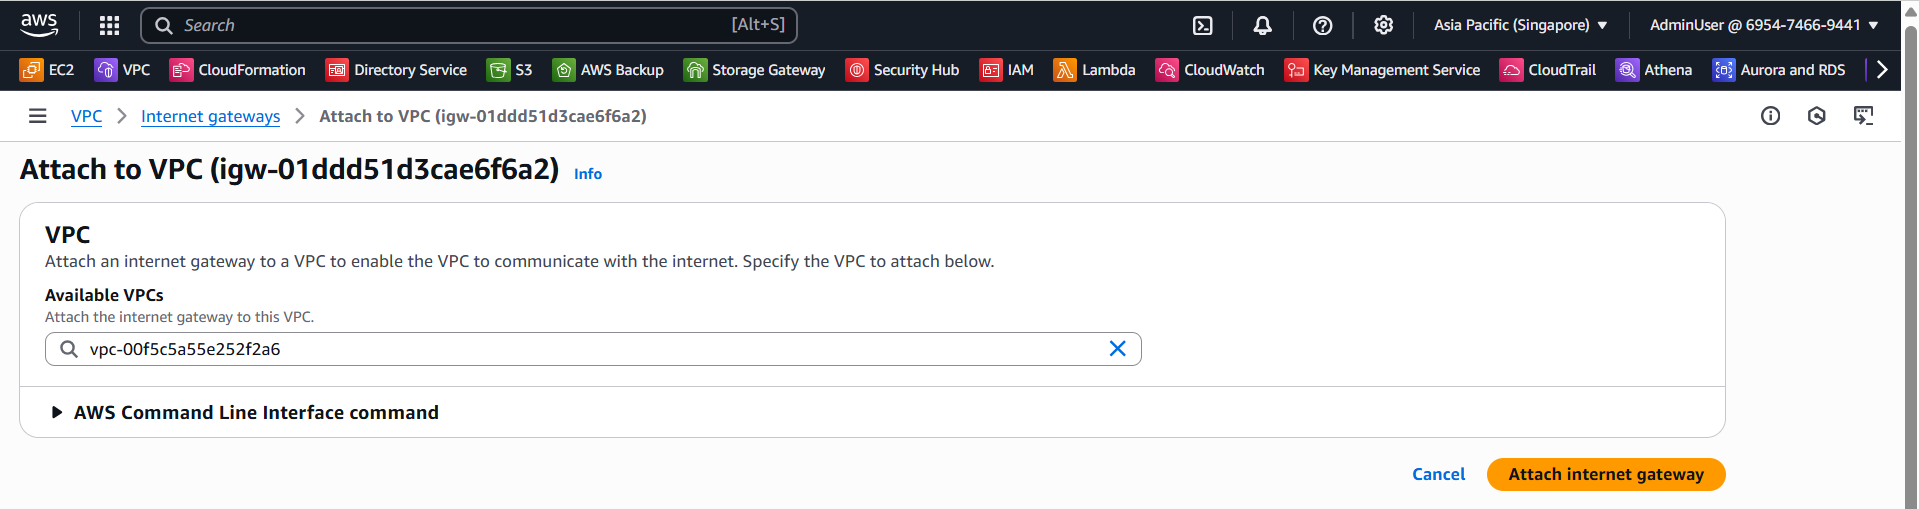 aws Search [Alt+S] Asia Pacific (Singapore) AdminUser @ 6954-7466-9441
EC2 VPC CloudFormation Directory Service S3 AWS Backup Storage Gateway Security Hub IAM Lambda CloudWatch Key Management Service CloudTrail Athena Aurora and RDS
VPC Internet gateways Attach to VPC (igw-01ddd51d3cae6f6a2)
Attach to VPC (igw-01ddd51d3cae6f6a2) Info
VPC
Attach an internet gateway to a VPC to enable the VPC to communicate with the internet. Specify the VPC to attach below.
Available VPCs
Attach the internet gateway to this VPC.
vpc-00f5c5a55e252f2a6
AWS Command Line Interface command
Cancel Attach internet gateway